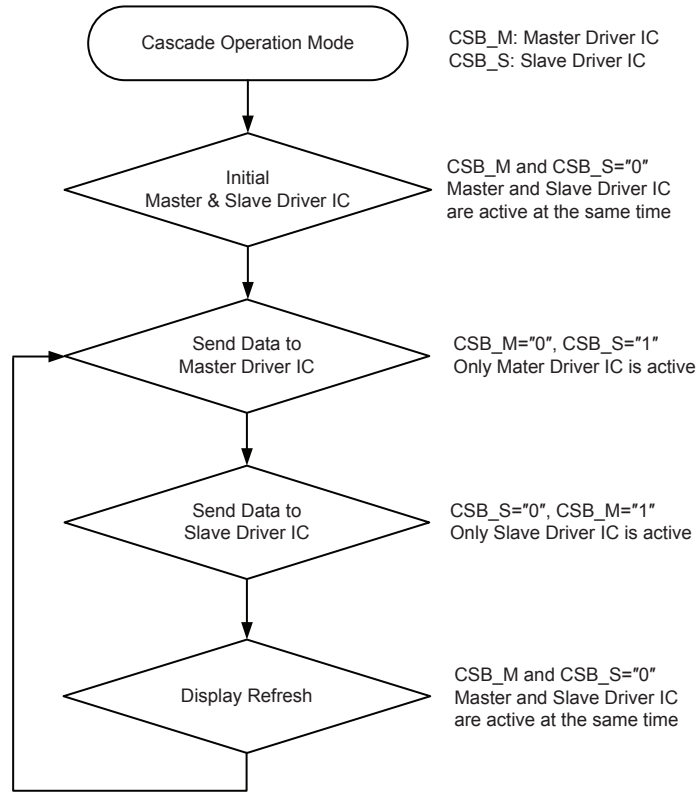 Cascade Operation Mode
CSB_M: Master Driver IC
CSB_S: Slave Driver IC
Initial
Master & Slave Driver IC
CSB_M and CSB_S="0"
Master and Slave Driver IC
are active at the same time
Send Data to
Master Driver IC
CSB_M="0", CSB_S="1"
Only Mater Driver IC is active
Send Data to
Slave Driver IC
CSB_S="0", CSB_M="1"
Only Slave Driver IC is active
Display Refresh
CSB_M and CSB_S="0"
Master and Slave Driver IC
are active at the same time